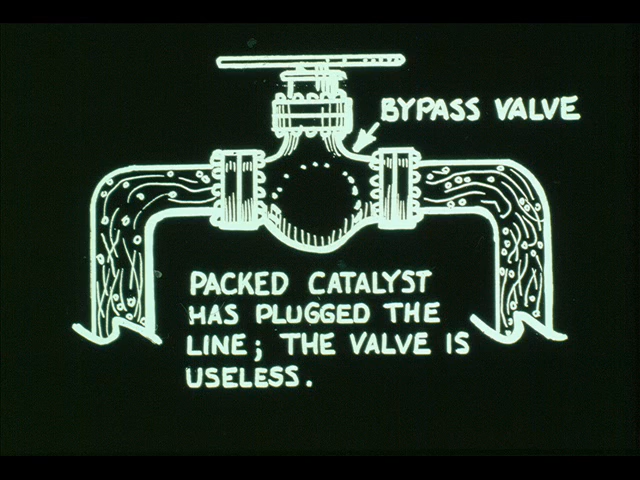 BYPASS VALVE
PACKED CATALYST
HAS PLUGGED THE
LINE; THE VALVE IS
USELESS.